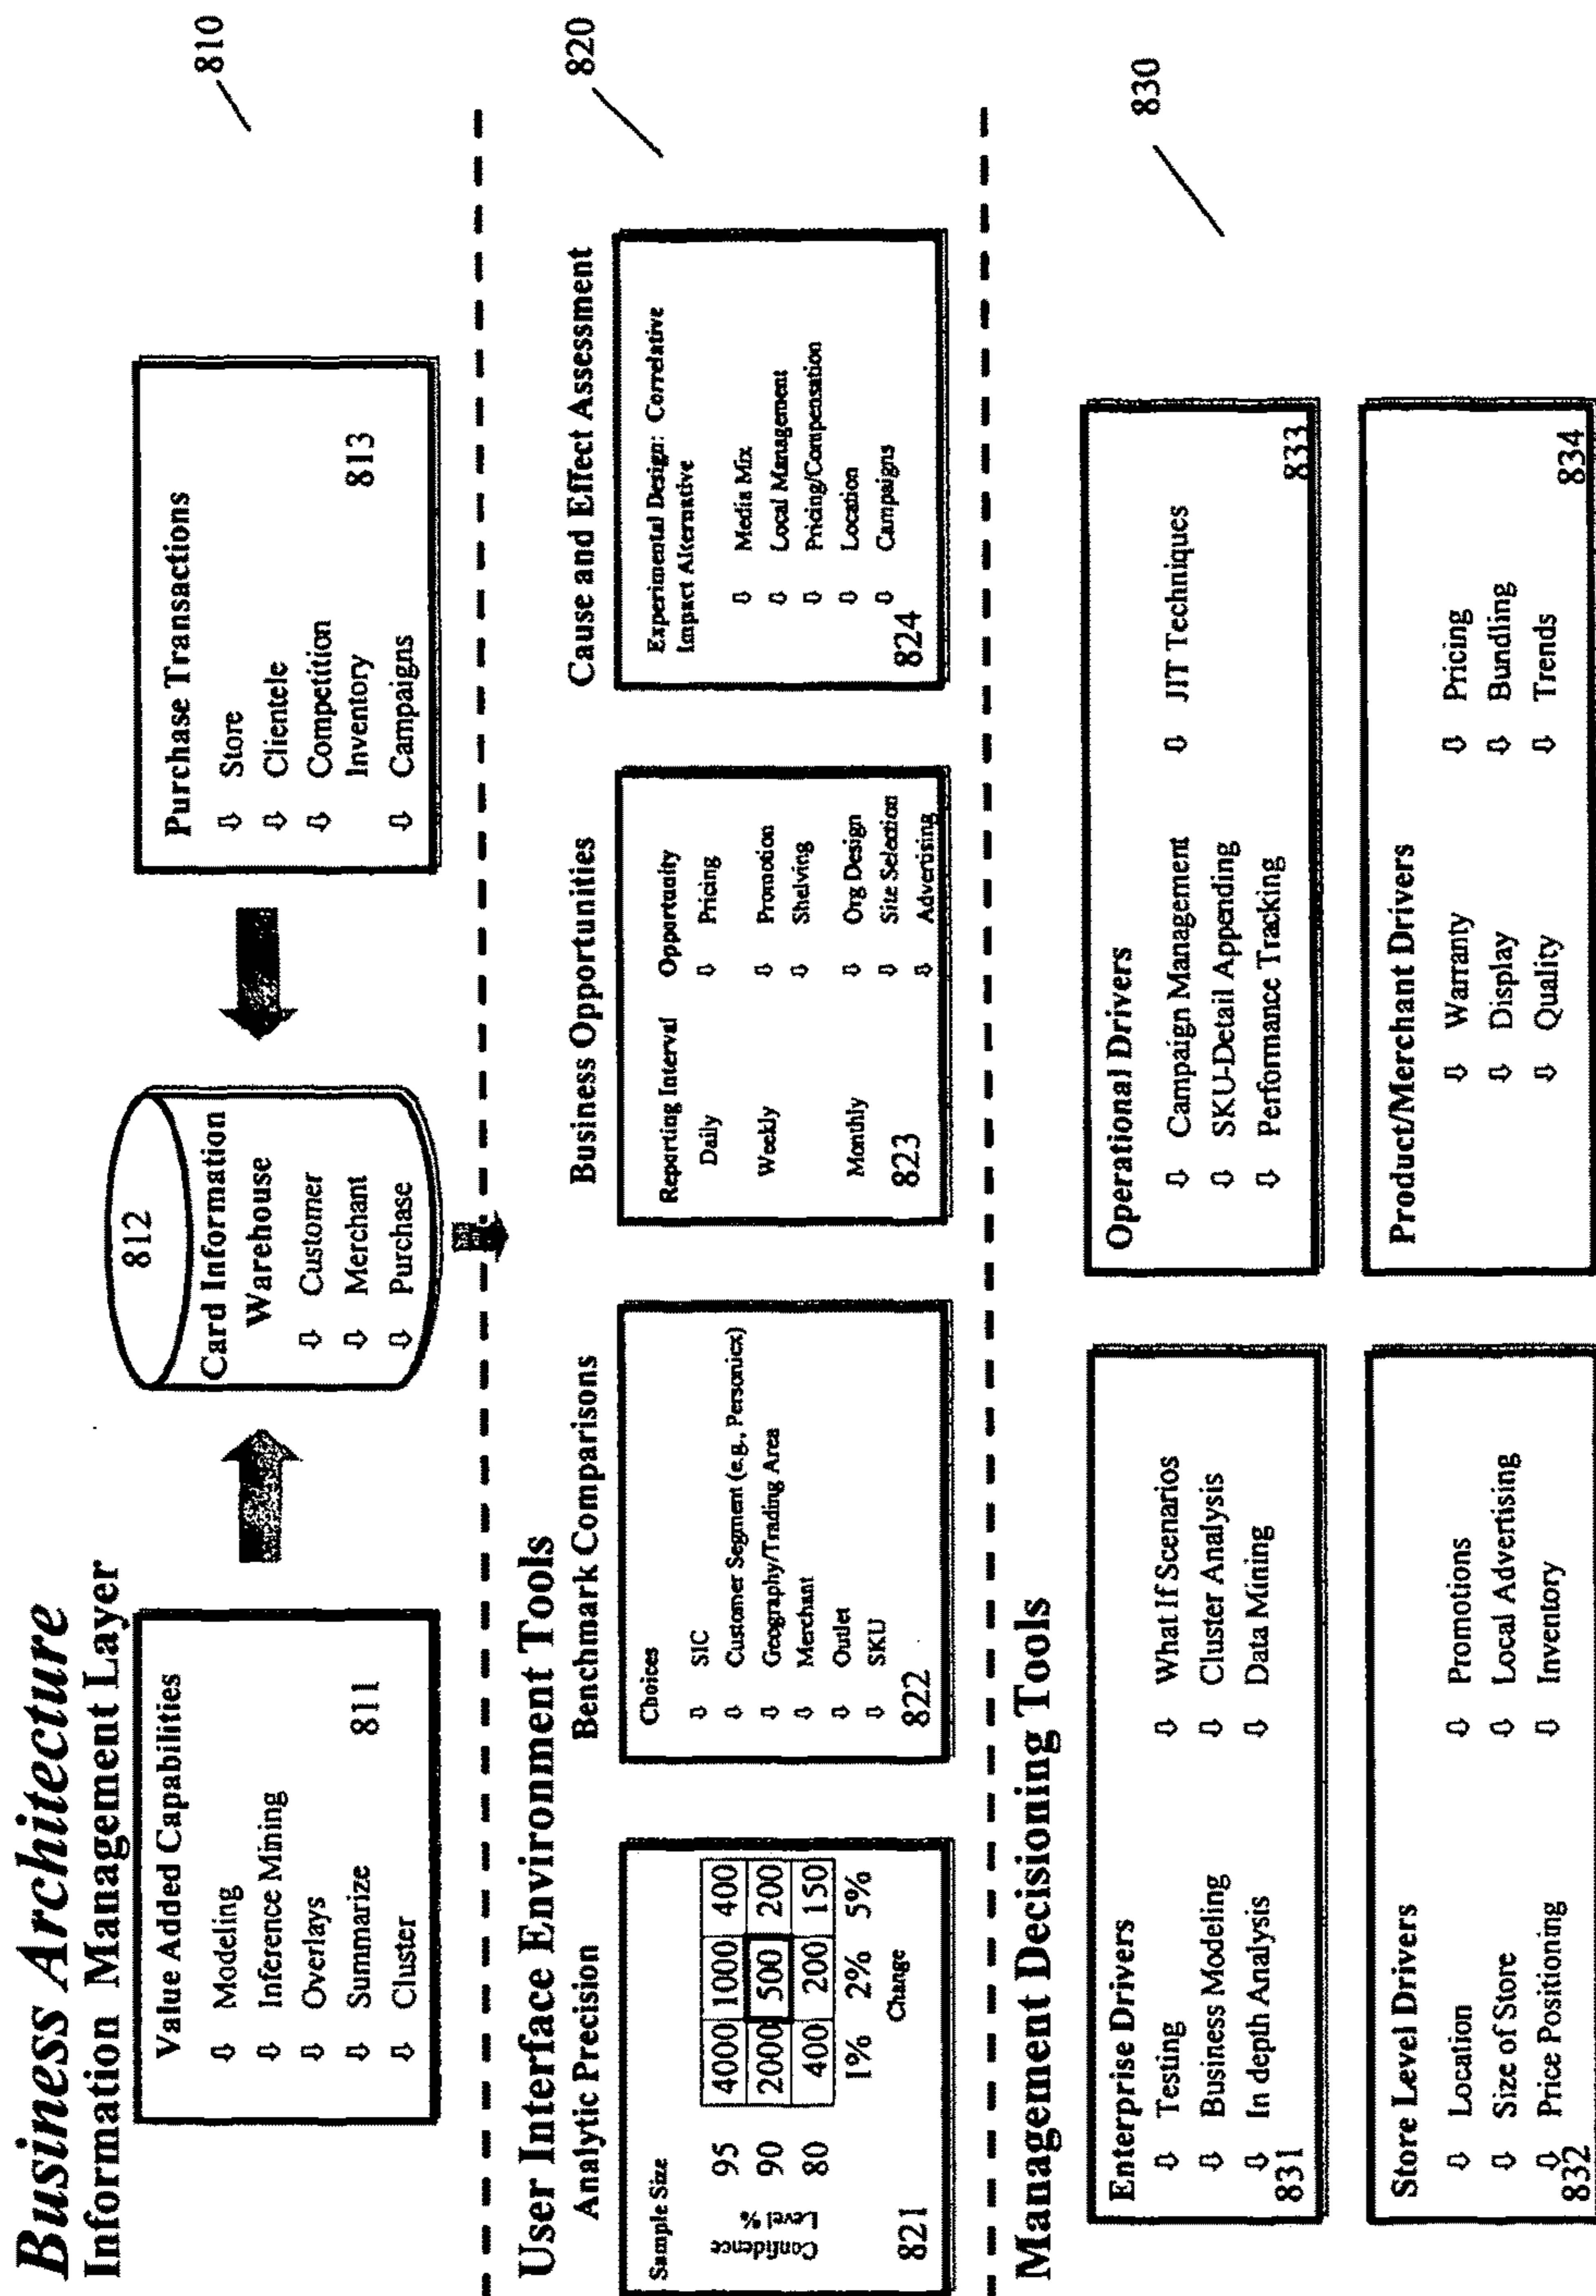 Business Architecture
Information Management Layer
810
Value Added Capabilities
Modeling
Inference Mining
Overlays
Summarize
Cluster
811
812
Card Information
Warehouse
Customer
Merchant
Purchase
Purchase Transactions
Store
Clientele
Competition
Inventory
Campaigns
813
User Interface Environment Tools
820
Analytic Precision
Sample Size
Confidence
Level %
95 4000 1000 400
90 2000 500 200
80 400 200 150
1% 2% 5%
Change
821
Benchmark Comparisons
Choices
SIC
Customer Segment (e.g., Personicx)
Geography/Trading Area
Merchant
Outlet
SKU
822
Business Opportunities
Reporting Interval Opportunity
Daily Pricing
Weekly Promotion
Shelving
Monthly Org Design
Site Selection
Advertising
823
Cause and Effect Assessment
Experimental Design: Correlative
Impact Alternative
Media Mix
Local Management
Pricing/Compensation
Location
Campaigns
824
Management Decisioning Tools
830
Enterprise Drivers
Testing What If Scenarios
Business Modeling Cluster Analysis
In depth Analysis Data Mining
831
Operational Drivers
Campaign Management JIT Techniques
SKU-Detail Appending
Performance Tracking
833
Store Level Drivers
Location Promotions
Size of Store Local Advertising
Price Positioning Inventory
832
Product/Merchant Drivers
Warranty Pricing
Display Bundling
Quality Trends
834